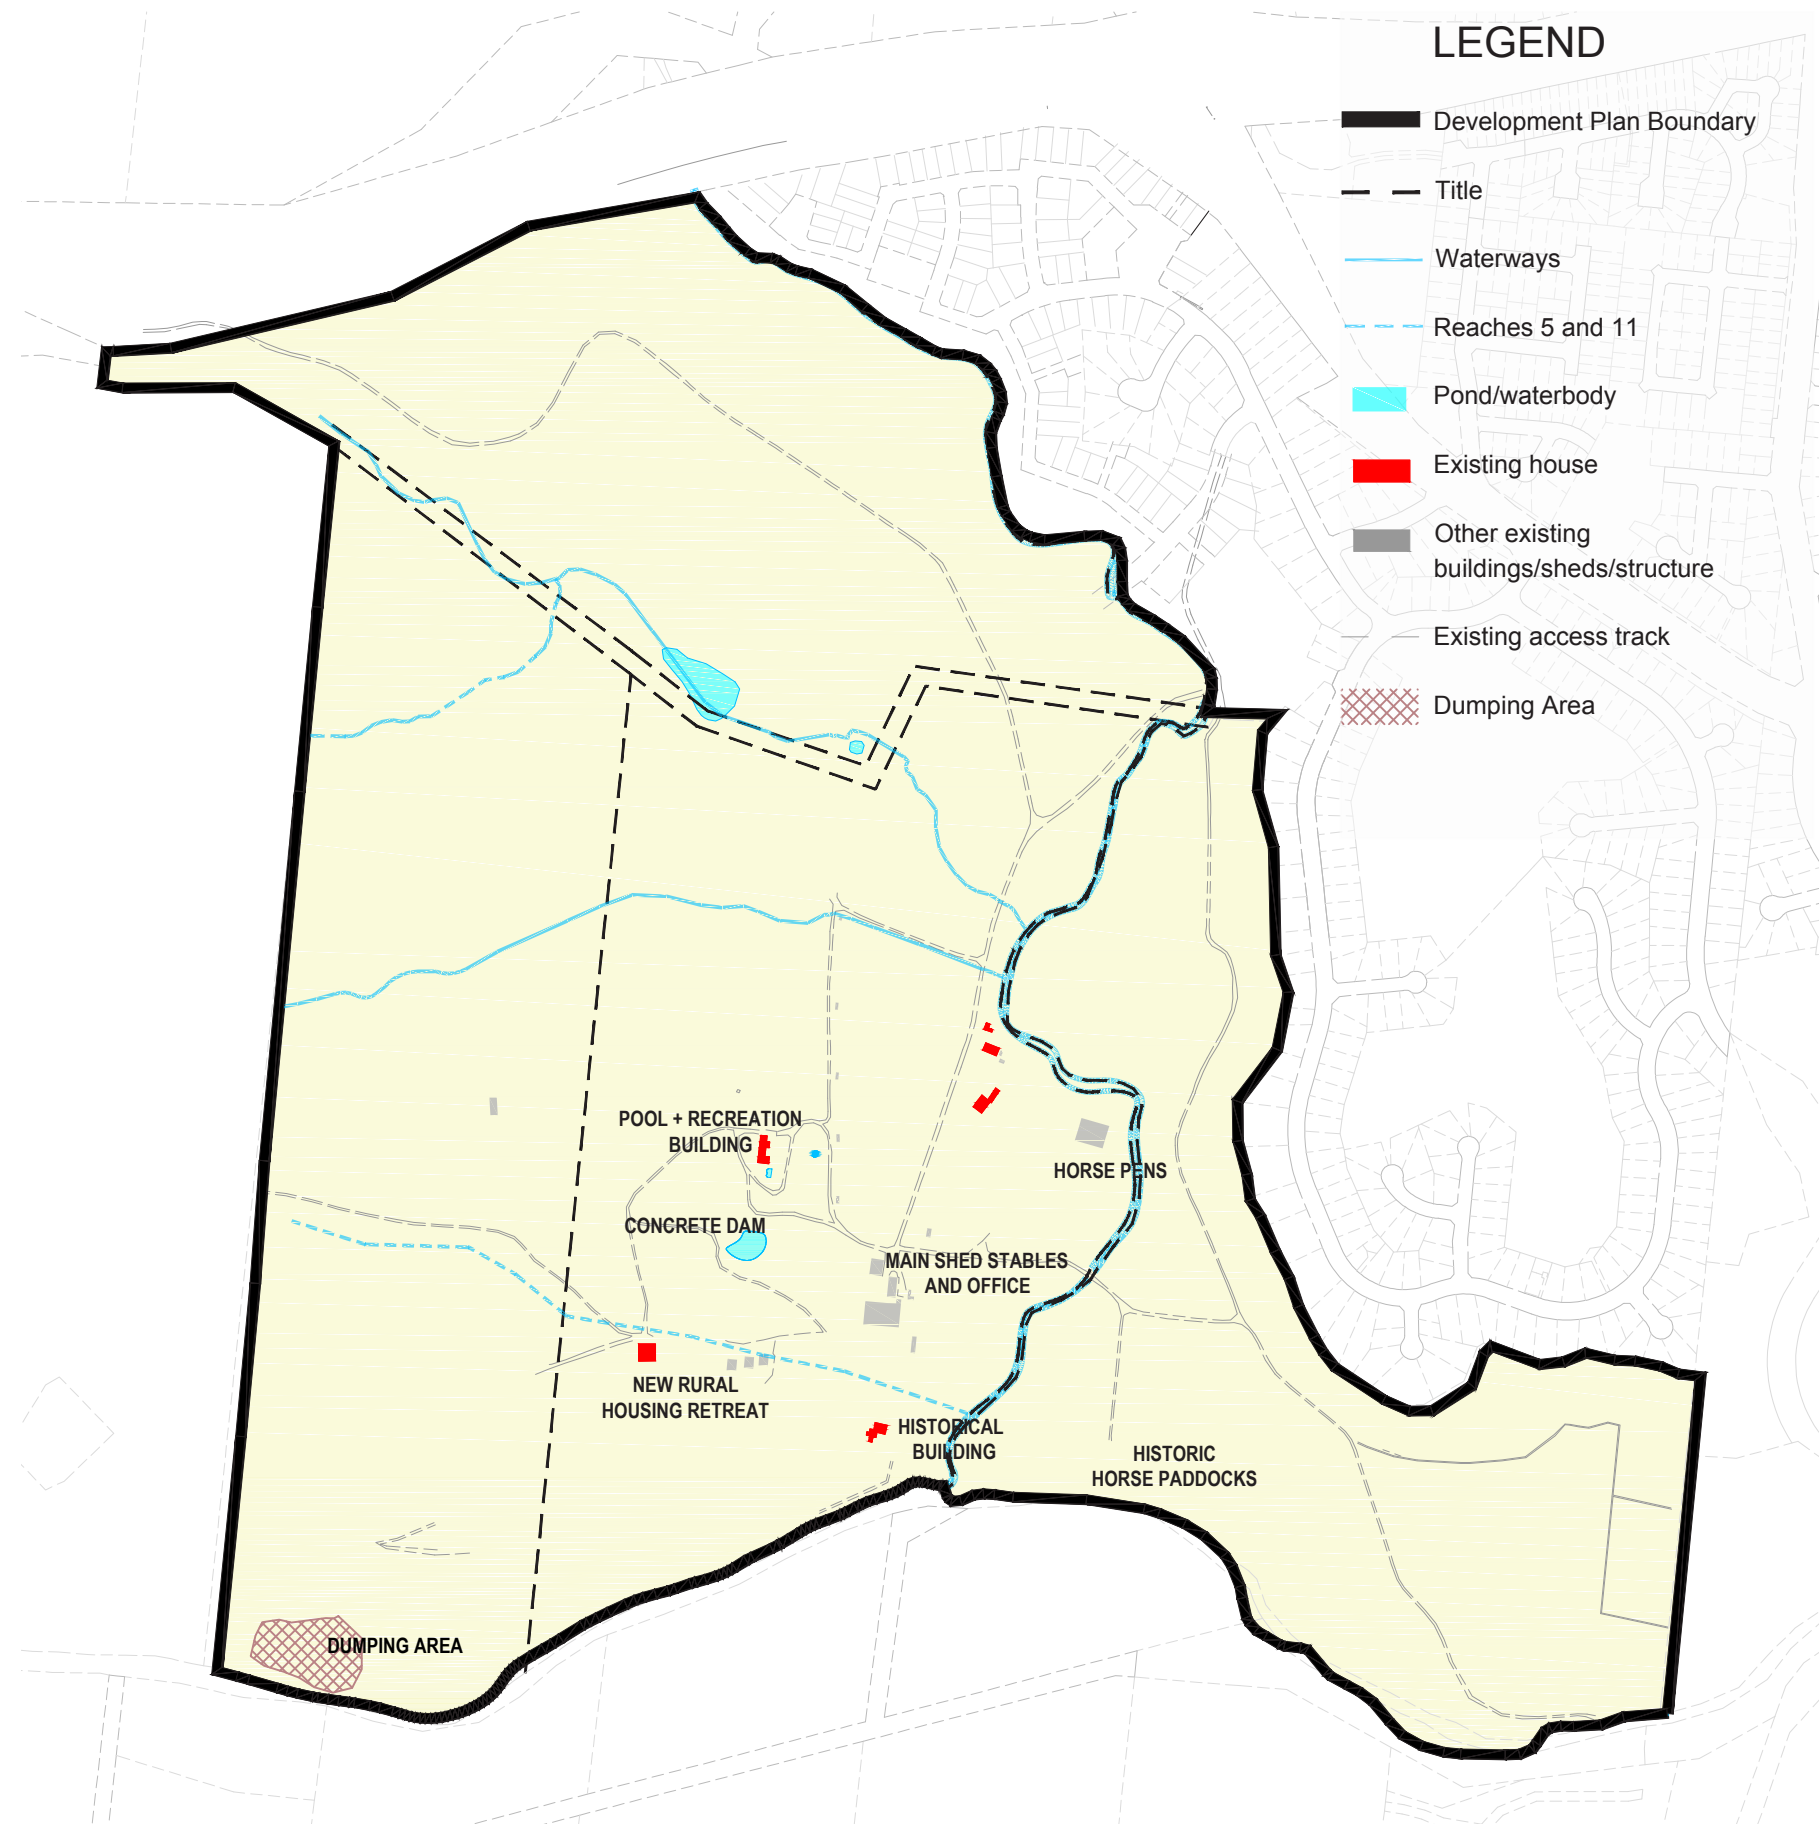 LEGEND
Development Plan Boundary
Title
Waterways
Reaches 5 and 11
Pond/waterbody
Existing house
Other existing
buildings/sheds/structure
Existing access track
Dumping Area
POOL + RECREATION
BUILDING
HORSE PENS
CONCRETE DAM
MAIN SHED STABLES
AND OFFICE
NEW RURAL
HOUSING RETREAT
HISTORICAL
BUILDING
HISTORIC
HORSE PADDOCKS
DUMPING AREA